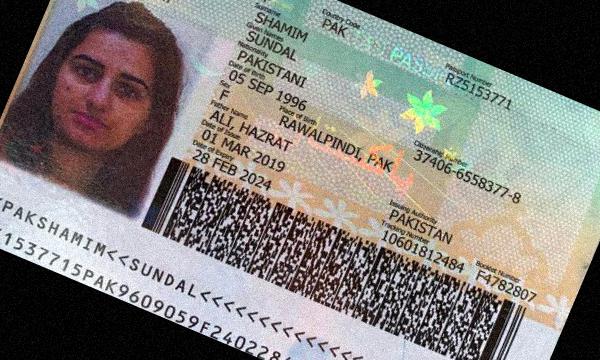 Surname
SHAMIM
Given Names
SUNDAL
Nationality
PAKISTANI
Date of Birth
05 SEP 1996
Sex
F
Place of Birth
RAWALPINDI, PAK
Father Name
ALI, HAZRAT
Date of Issue
01 MAR 2019
Date of Expiry
28 FEB 2024
Country Code
PAK
Passport Number
RZ5153771
Citizenship Number
37406-6558377-8
Issuing Authority
PAKISTAN
Tracking Number
10601812484
Booklet Number
F4782807
PAKSHAMIM<<SUNDAL<<<<<<<<<<<<<<<
1537715PAK9609059F240228